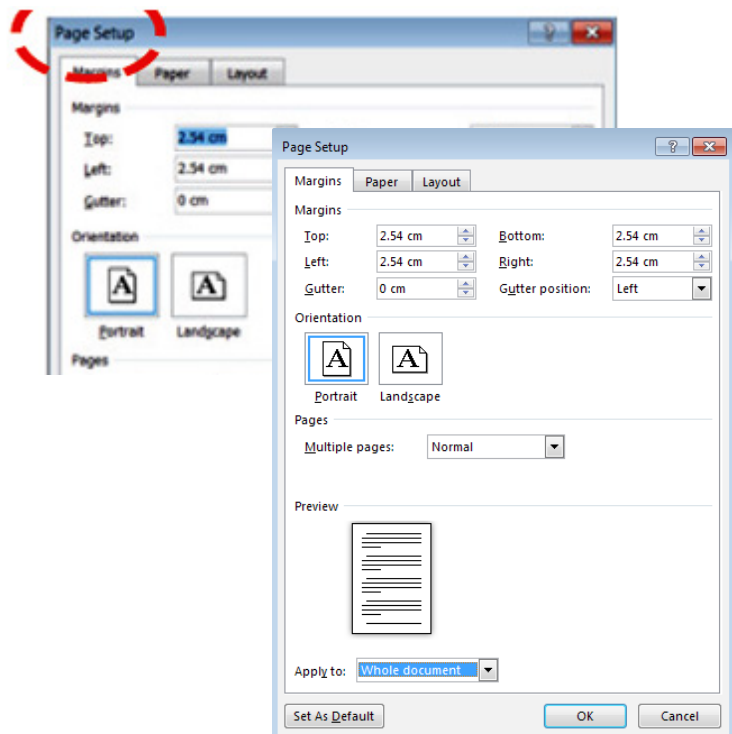 Page Setup
Margins Paper Layout
Margins
Top: 2.54 cm
Left: 2.54 cm
Gutter: 0 cm
Orientation
A A
Portrait Landscape
Pages
Page Setup ?
Margins Paper Layout
Margins
Top: 2.54 cm Bottom: 2.54 cm
Left: 2.54 cm Right: 2.54 cm
Gutter: 0 cm Gutter position: Left
Orientation
A A
Portrait Landscape
Pages
Multiple pages: Normal
Preview
Apply to: Whole document
Set As Default OK Cancel